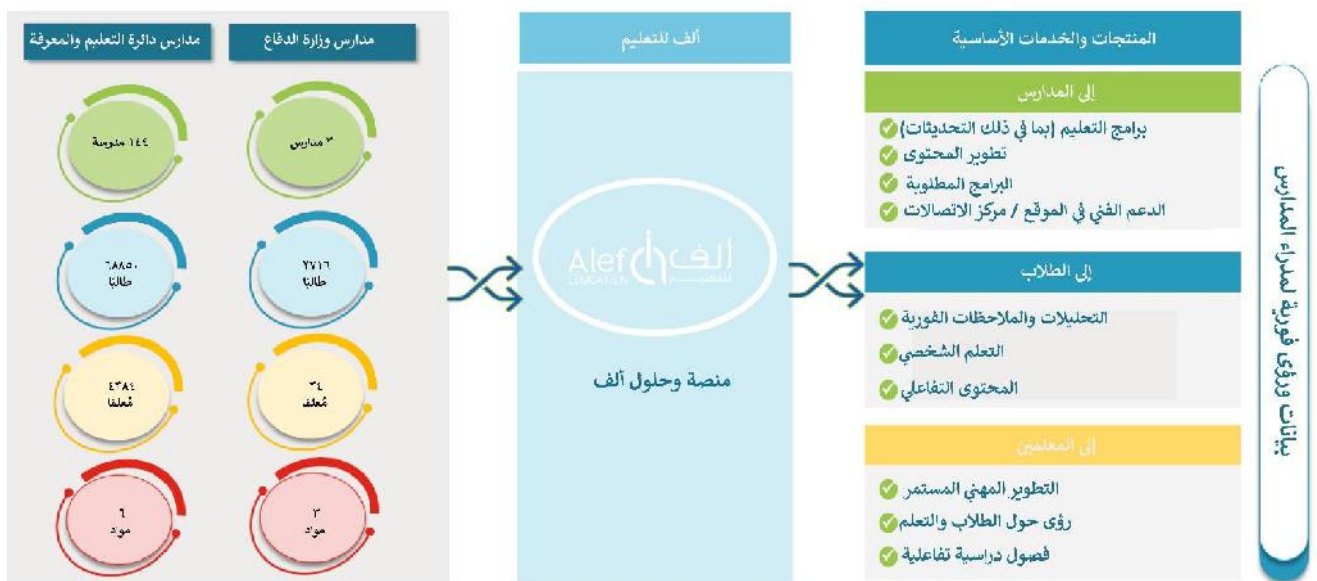 المنتجات والخدمات الأساسية
إلى المدارس
برامج التعليم (بما في ذلك التحديثات)
تطوير المحتوى
البرامج المطلوبة
الدعم الفني في الموقع / مركز الاتصالات
إلى الطلاب
التحليلات والملاحظات الفورية
التعلم الشخصي
المحتوى التفاعلي
إلى المعلمين
التطوير المهني المستمر
رؤى حول الطلاب والتعلم
فصول دراسية تفاعلية
بيانات ورؤى فورية لمدراء المدارس
ألف للتعليم
ألف للتعليم
Alef
EDUCATION
منصة وحلول ألف
مدارس وزارة الدفاع
٣ مدارس
٢٧١٦
طالبًا
٣٤
٣
مواد
مدارس دائرة التعليم والمعرفة
١٤٤ مدرسة
٦٨٨٥٠
طالبًا
٤٣٨٤
٦
مواد